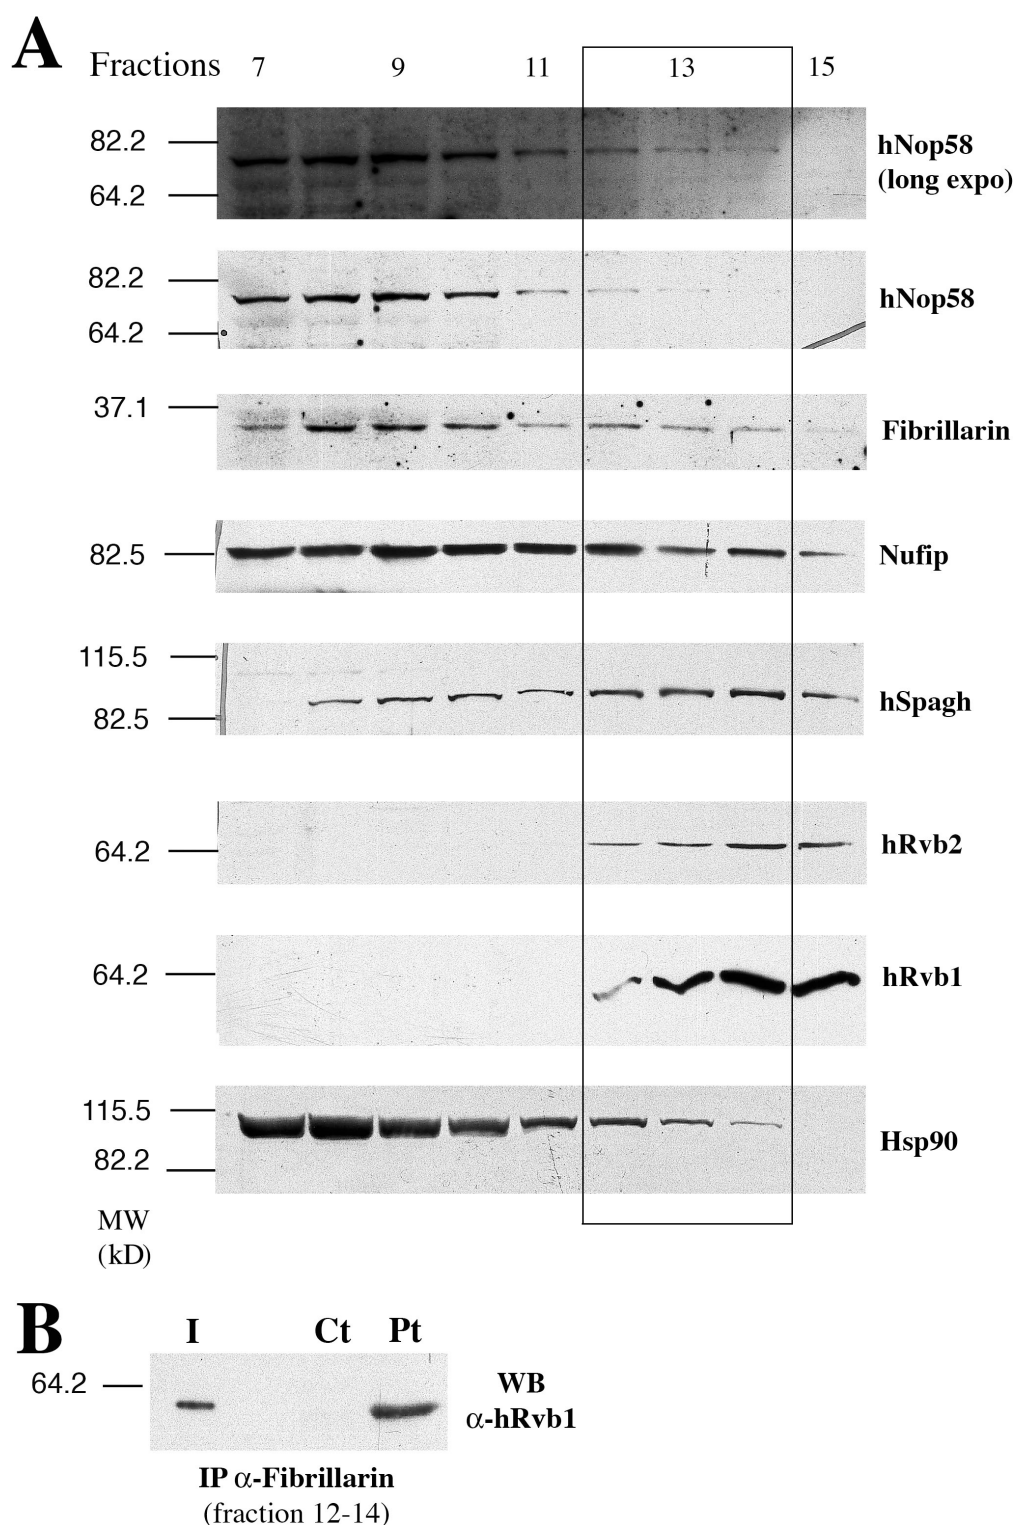 A
Fractions 7 9 11 13 15
82.2
64.2
hNop58
(long expo)
82.2
64.2
hNop58
37.1
Fibrillarin
82.5
Nufip
115.5
82.5
hSpagh
64.2
hRvb2
64.2
hRvb1
115.5
82.2
Hsp90
MW
(kD)
B
I Ct Pt
64.2
WB
α-hRvb1
IP α-Fibrillarin
(fraction 12-14)